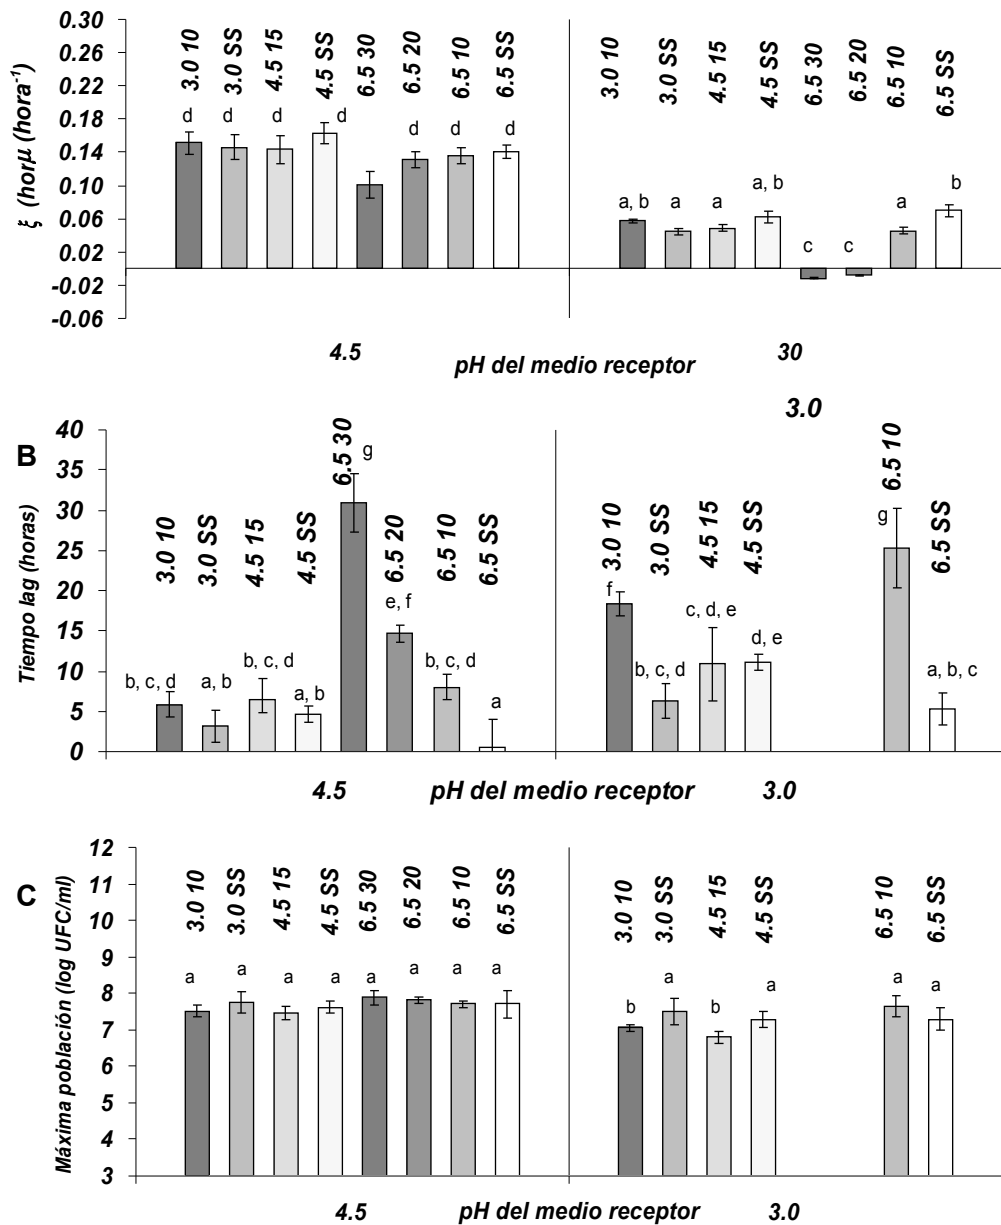 0.30
0.26
0.22
0.18
0.14
0.10
0.06
0.02
-0.02
-0.06
ξ (horμ (hora-1)
3.0 10
3.0 SS
4.5 15
4.5 SS
6.5 30
6.5 20
6.5 10
6.5 SS
d
d
d
d
d
d
d
3.0 10
3.0 SS
4.5 15
4.5 SS
6.5 30
6.5 20
6.5 10
6.5 SS
a, b
a
a
a, b
c
c
a
b
4.5
pH del medio receptor
30
3.0
B
40
35
30
25
20
15
10
5
0
Tiempo lag (horas)
3.0 10
3.0 SS
4.5 15
4.5 SS
6.5 30
6.5 20
6.5 10
6.5 SS
b, c, d
a, b
b, c, d
a, b
g
e, f
b, c, d
a
3.0 10
3.0 SS
4.5 15
4.5 SS
6.5 10
6.5 SS
f
b, c, d
c, d, e
d, e
g
a, b, c
4.5
pH del medio receptor
3.0
C
12
11
10
9
8
7
6
5
4
3
Máxima población (log UFC/ml)
3.0 10
3.0 SS
4.5 15
4.5 SS
6.5 30
6.5 20
6.5 10
6.5 SS
a
a
a
a
a
a
a
a
3.0 10
3.0 SS
4.5 15
4.5 SS
6.5 10
6.5 SS
b
a
b
a
a
a
4.5
pH del medio receptor
3.0